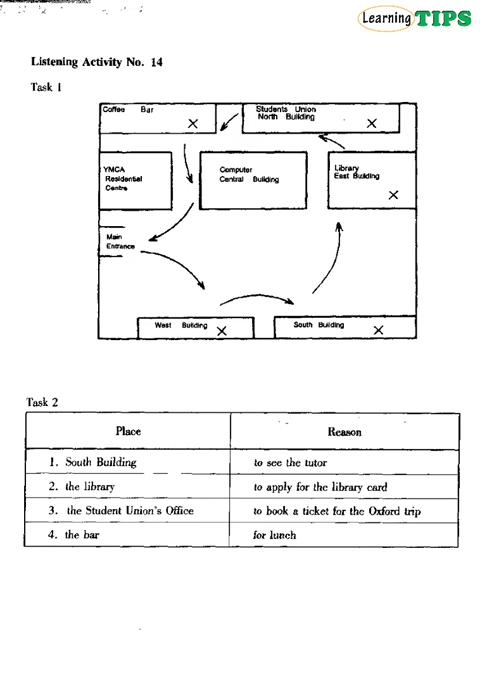 Learning TIPS
Listening Activity No. 14
Task 1
Coffee Bar
Students Union
North Building
YMCA
Residential
Centre
Computer
Central Building
Library
East Building
Main
Entrance
West Building
South Building
Task 2
Place Reason
1. South Building to see the tutor
2. the library to apply for the library card
3. the Student Union's Office to book a ticket for the Oxford trip
4. the bar for lunch